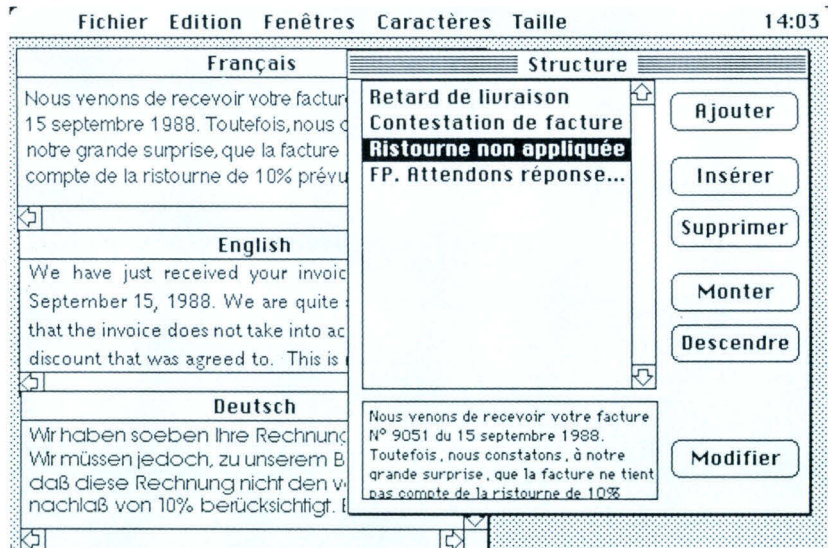 Fichier Edition Fenêtres Caractères Taille 14:03
Français
Nous venons de recevoir votre facture
15 septembre 1988. Toutefois, nous
notre grande surprise, que la facture
compte de la ristourne de 10% prévu
English
We have just received your invoic
September 15, 1988. We are quite
that the invoice does not take into ac
discount that was agreed to. This is
Deutsch
Wir haben soeben Ihre Rechnung
Wir müssen jedoch, zu unserem B
daß diese Rechnung nicht den v
nachlaß von 10% berücksichtigt.
Structure
Retard de livraison
Contestation de facture
Ristourne non appliquée
FP. Attendons réponse...
Ajouter
Insérer
Supprimer
Monter
Descendre
Nous venons de recevoir votre facture
N° 9051 du 15 septembre 1988.
Toutefois, nous constatons, à notre
grande surprise, que la facture ne tient
pas compte de la ristourne de 10%
Modifier